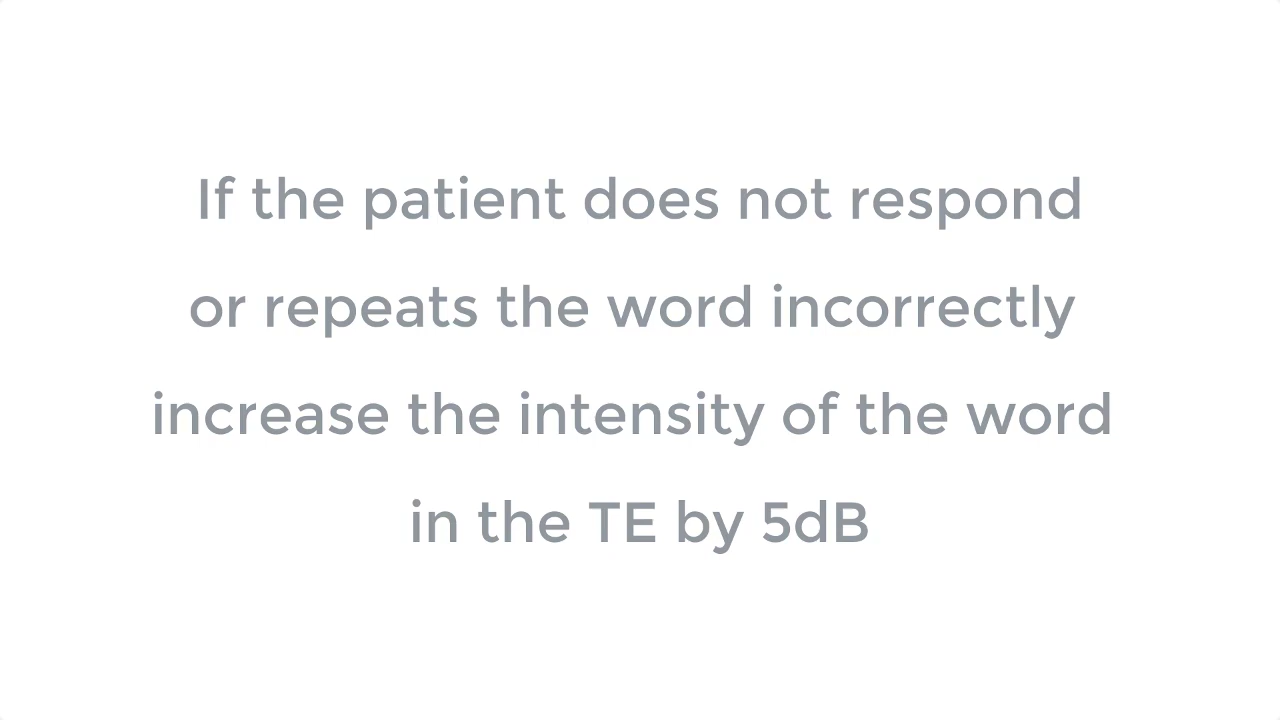 If the patient does not respond
or repeats the word incorrectly
increase the intensity of the word
in the TE by 5dB